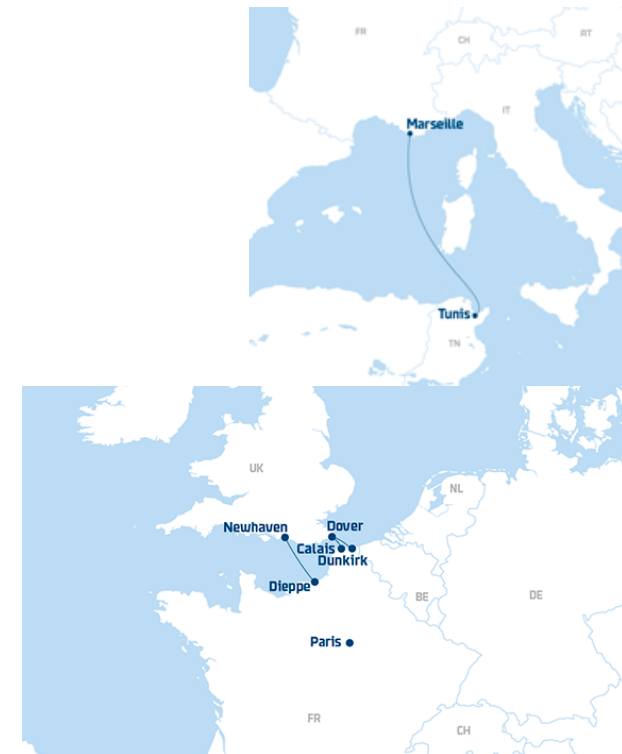 FR
CH
AT
IT
Marseille
Tunis
TN
UK
NL
Newhaven
Dover
Calais
Dunkirk
Dieppe
BE
DE
Paris
FR
CH